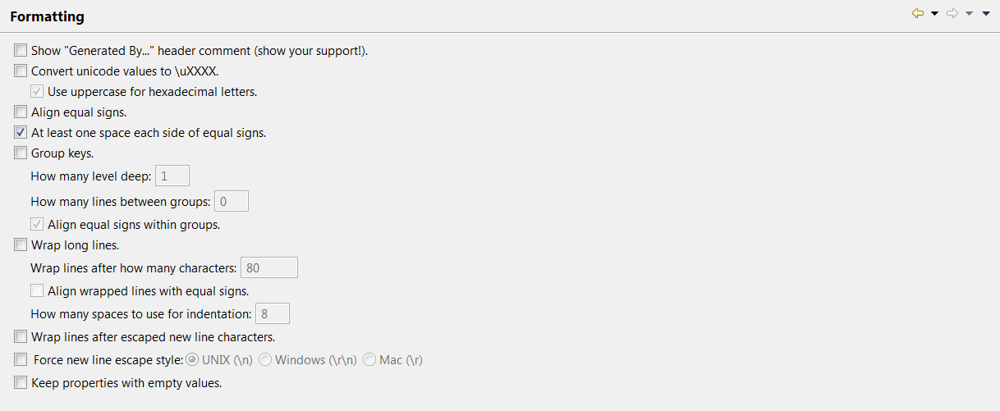 Formatting
Show "Generated By..." header comment (show your support!).
Convert unicode values to \uXXXX.
Use uppercase for hexadecimal letters.
Align equal signs.
At least one space each side of equal signs.
Group keys.
How many level deep: 1
How many lines between groups: 0
Align equal signs within groups.
Wrap long lines.
Wrap lines after how many characters: 80
Align wrapped lines with equal signs.
How many spaces to use for indentation: 8
Wrap lines after escaped new line characters.
Force new line escape style: UNIX (\n) Windows (\r\n) Mac (\r)
Keep properties with empty values.